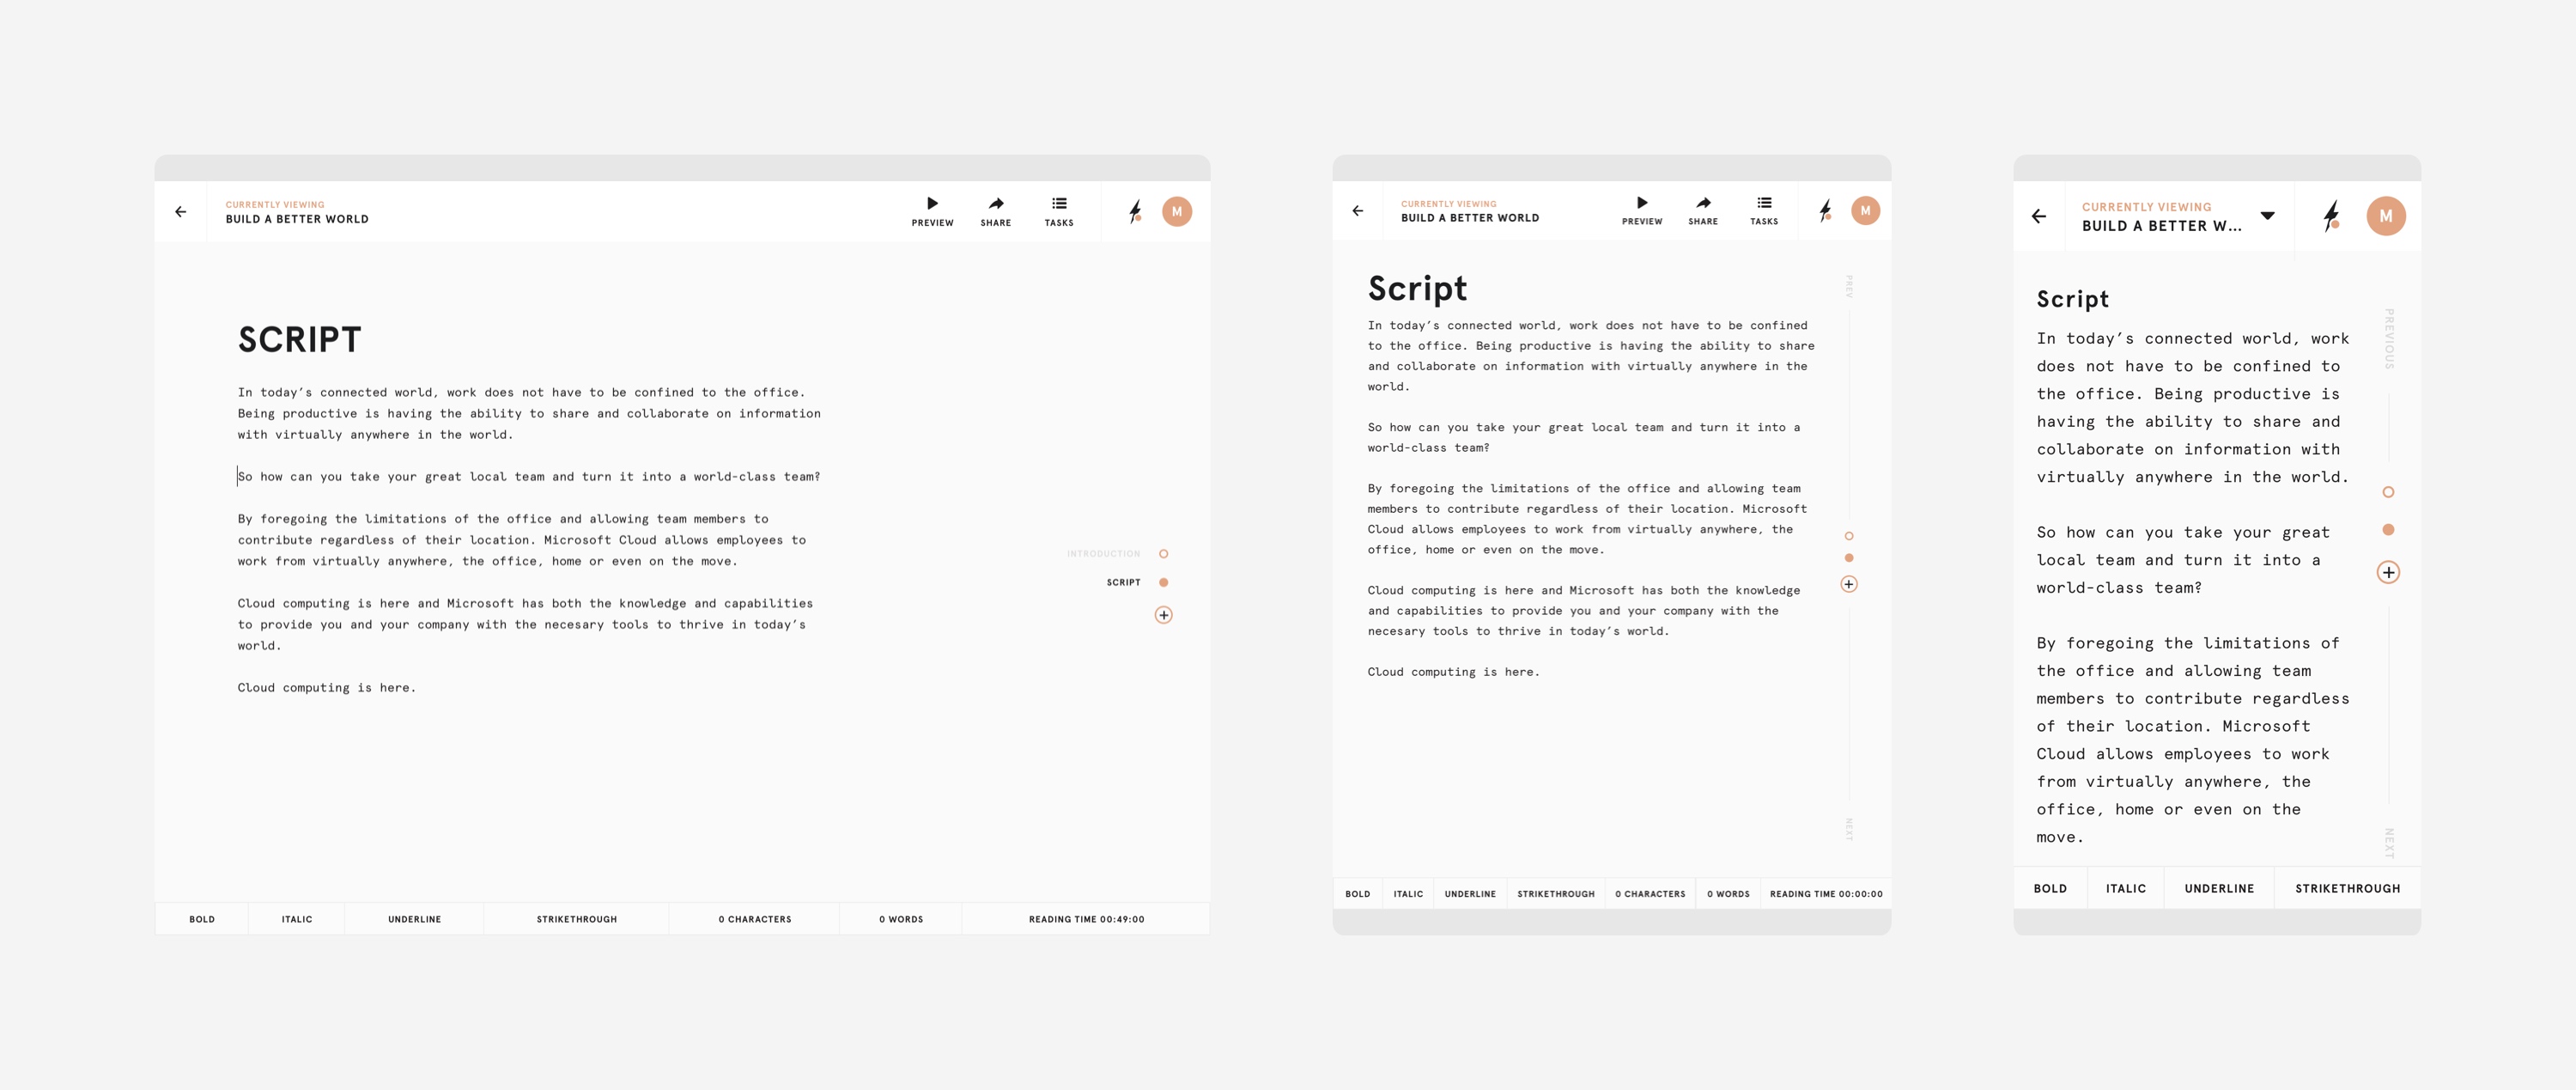 CURRENTLY VIEWING
BUILD A BETTER WORLD
PREVIEW
SHARE
TASKS
M
SCRIPT
In today’s connected world, work does not have to be confined to the office.
Being productive is having the ability to share and collaborate on information
with virtually anywhere in the world.
So how can you take your great local team and turn it into a world-class team?
By foregoing the limitations of the office and allowing team members to
contribute regardless of their location. Microsoft Cloud allows employees to
work from virtually anywhere, the office, home or even on the move.
Cloud computing is here and Microsoft has both the knowledge and capabilities
to provide you and your company with the necesary tools to thrive in today’s
world.
Cloud computing is here.
INTRODUCTION
SCRIPT
BOLD
ITALIC
UNDERLINE
STRIKETHROUGH
0 CHARACTERS
0 WORDS
READING TIME 00:49:00
CURRENTLY VIEWING
BUILD A BETTER WORLD
PREVIEW
SHARE
TASKS
M
Script
In today’s connected world, work does not have to be confined
to the office. Being productive is having the ability to share
and collaborate on information with virtually anywhere in the
world.
So how can you take your great local team and turn it into a
world-class team?
By foregoing the limitations of the office and allowing team
members to contribute regardless of their location. Microsoft
Cloud allows employees to work from virtually anywhere, the
office, home or even on the move.
Cloud computing is here and Microsoft has both the knowledge
and capabilities to provide you and your company with the
necesary tools to thrive in today’s world.
Cloud computing is here.
PREV
NEXT
BOLD
ITALIC
UNDERLINE
STRIKETHROUGH
0 CHARACTERS
0 WORDS
READING TIME 00:00:00
CURRENTLY VIEWING
BUILD A BETTER W...
M
Script
In today’s connected world, work
does not have to be confined to
the office. Being productive is
having the ability to share and
collaborate on information with
virtually anywhere in the world.
So how can you take your great
local team and turn it into a
world-class team?
By foregoing the limitations of
the office and allowing team
members to contribute regardless
of their location. Microsoft
Cloud allows employees to work
from virtually anywhere, the
office, home or even on the
move.
PREVIOUS
NEXT
BOLD
ITALIC
UNDERLINE
STRIKETHROUGH